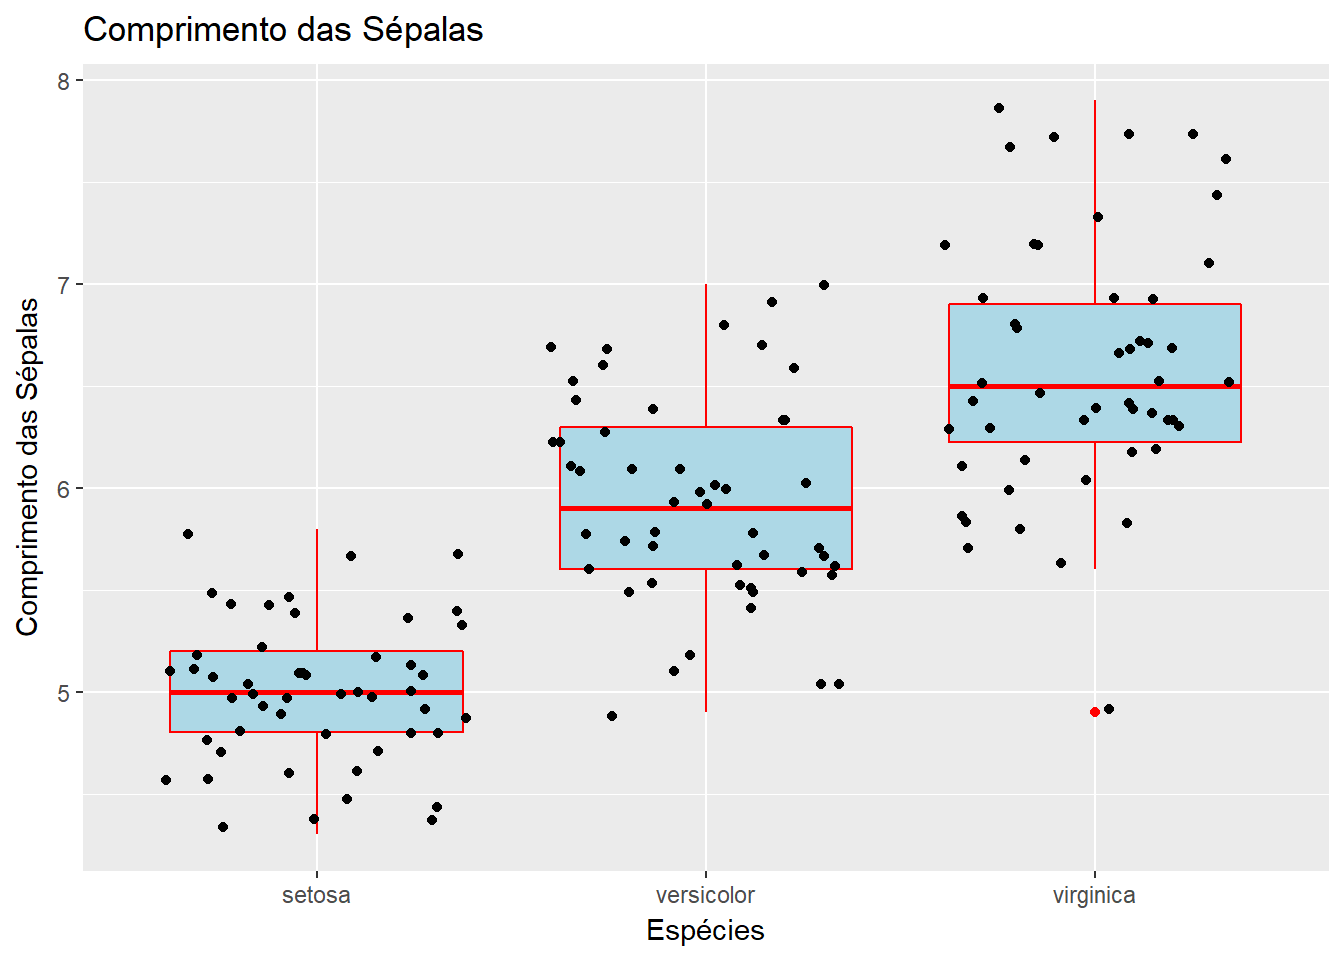 Comprimento das Sépalas
Comprimento das Sépalas
8
7
6
5
setosa
versicolor
virginica
Espécies